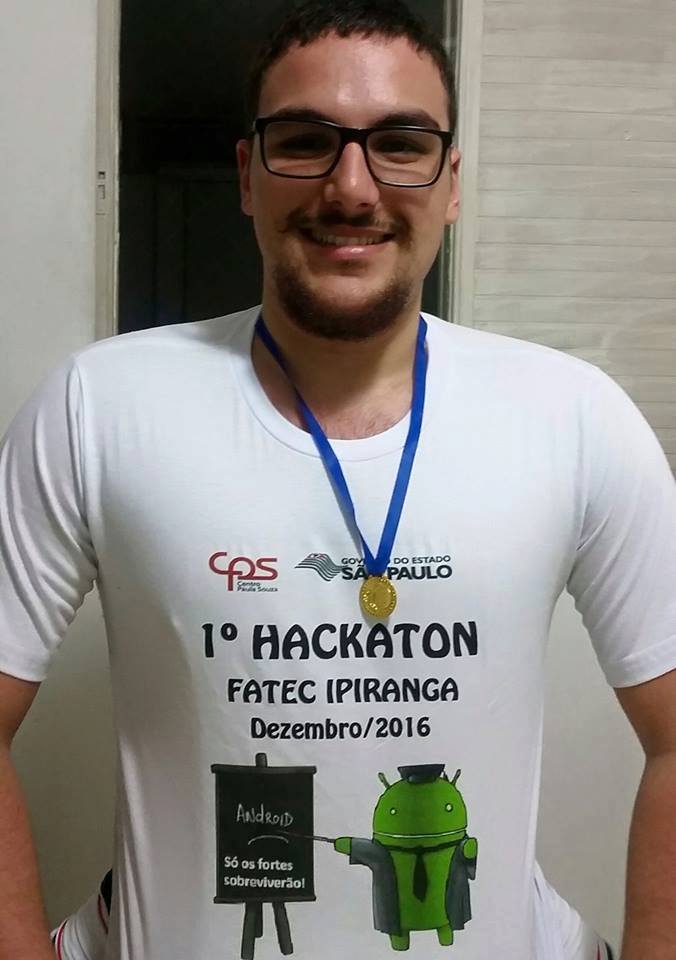 CPS
Centro
Paula Souza
GOVERNO DO ESTADO
SÃO PAULO
1º HACKATON
FATEC IPIRANGA
Dezembro/2016
ANdROID
Só os fortes
sobreviverão!